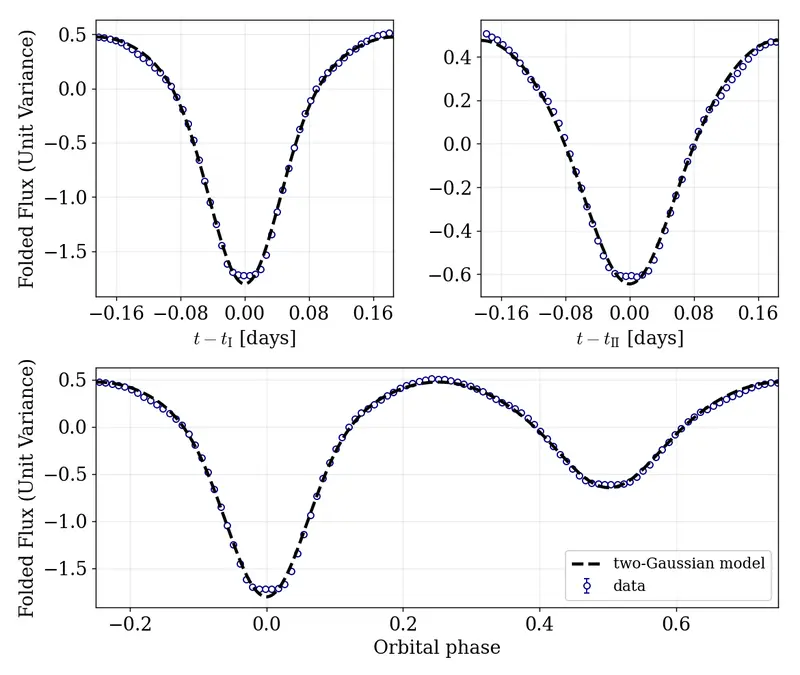 Folded Flux (Unit Variance)
0.5
0.0
−0.5
−1.0
−1.5
−0.16 −0.08 0.00 0.08 0.16
t − tI [days]
0.4
0.2
0.0
−0.2
−0.4
−0.6
−0.16 −0.08 0.00 0.08 0.16
t − tII [days]
Folded Flux (Unit Variance)
0.5
0.0
−0.5
−1.0
−1.5
two-Gaussian model
data
−0.2 0.0 0.2 0.4 0.6
Orbital phase